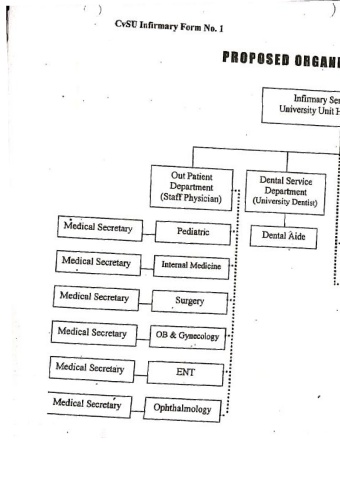 CvSU Infirmary Form No. 1
PROPOSED ORGANI
Infirmary Ser
University Unit H
Out Patient
Department
(Staff Physician)
Dental Service
Department
(University Dentist)
Medical Secretary
Pediatric
Dental Aide
Medical Secretary
Internal Medicine
Medical Secretary
Surgery
Medical Secretary
OB & Gynecology
Medical Secretary
ENT
Medical Secretary
Ophthalmology